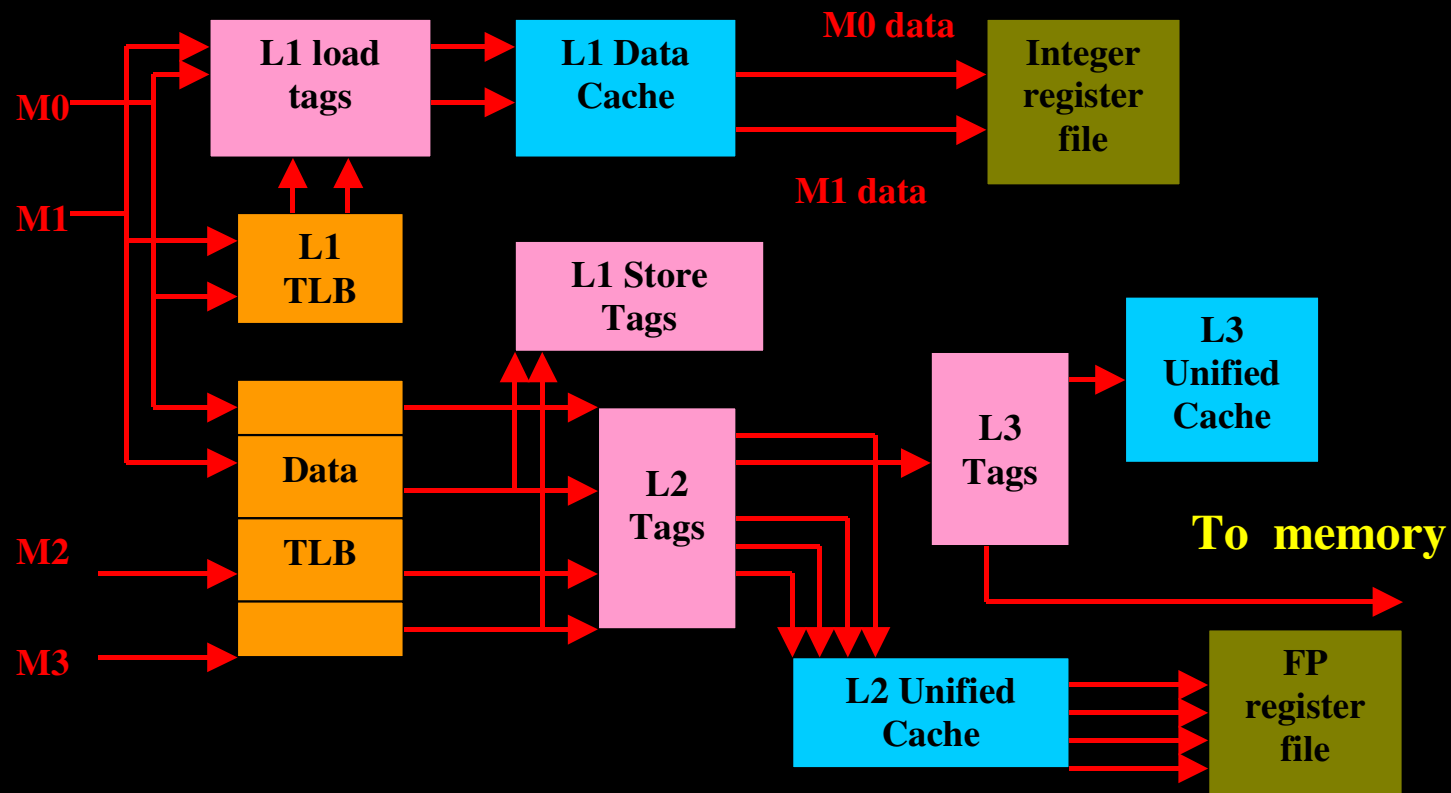 M0 data
L1 load
tags
L1 Data
Cache
Integer
register
file
M0
M1 data
M1
L1
TLB
L1 Store
Tags
L3
Unified
Cache
L3
Tags
Data
L2
Tags
To memory
M2
TLB
M3
L2 Unified
Cache
FP
register
file